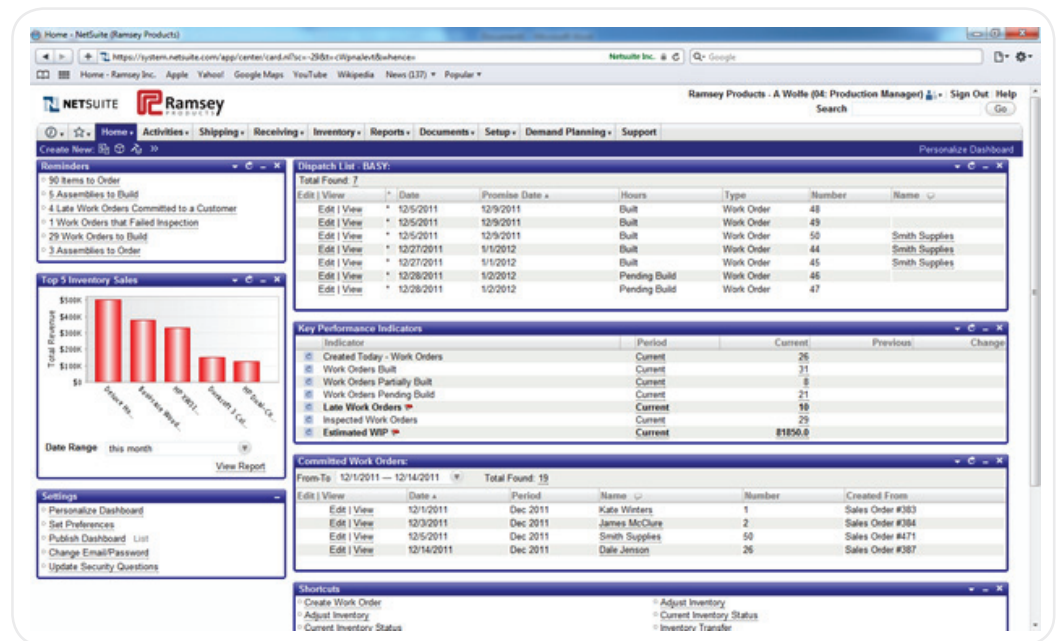 Home - NetSuite (Ramsey Products)
Netsuite Inc.
Google
Home - Ramsey Inc. Apple Yahoo! Google Maps YouTube Wikipedia News (137) Popular
NETSUITE Ramsey PRODUCTS
Ramsey Products - A Wolfe (04: Production Manager) Sign Out Help
Search Go
Home Activities Shipping Receiving Inventory Reports Documents Setup Demand Planning Support
Create New: Personalize Dashboard
Reminders
90 Items to Order
5 Assemblies to Build
4 Late Work Orders Committed to a Customer
1 Work Orders that Failed Inspection
29 Work Orders to Build
3 Assemblies to Order
Top 5 Inventory Sales
Total Revenue
$500K
$400K
$300K
$200K
$100K
$0
Date Range this month
View Report
Settings
Personalize Dashboard
Set Preferences
Publish Dashboard List
Change Email/Password
Update Security Questions
Dispatch List - BASY:
Total Found: 7
Edit | View * Date Promise Date Hours Type Number Name
Edit | View * 12/5/2011 12/9/2011 Built Work Order 48
Edit | View * 12/5/2011 12/9/2011 Built Work Order 49
Edit | View * 12/5/2011 12/9/2011 Built Work Order 50 Smith Supplies
Edit | View * 12/27/2011 1/1/2012 Built Work Order 44 Smith Supplies
Edit | View * 12/27/2011 1/1/2012 Built Work Order 45 Smith Supplies
Edit | View * 12/28/2011 1/2/2012 Pending Build Work Order 46
Edit | View * 12/28/2011 1/2/2012 Pending Build Work Order 47
Key Performance Indicators
Indicator Period Current Previous Change
Created Today - Work Orders Current 26
Work Orders Built Current 31
Work Orders Partially Built Current 8
Work Orders Pending Build Current 21
Late Work Orders Current 10
Inspected Work Orders Current 29
Estimated WIP Current 81850.0
Committed Work Orders:
From-To 12/1/2011 — 12/14/2011 Total Found: 19
Edit | View Date Period Name Number Created From
Edit | View 12/1/2011 Dec 2011 Kate Winters 1 Sales Order #383
Edit | View 12/3/2011 Dec 2011 James McClure 2 Sales Order #384
Edit | View 12/5/2011 Dec 2011 Smith Supplies 50 Sales Order #471
Edit | View 12/14/2011 Dec 2011 Dale Jenson 26 Sales Order #387
Shortcuts
Create Work Order Adjust Inventory
Adjust Inventory Current Inventory Status
Current Inventory Status Inventory Transfer